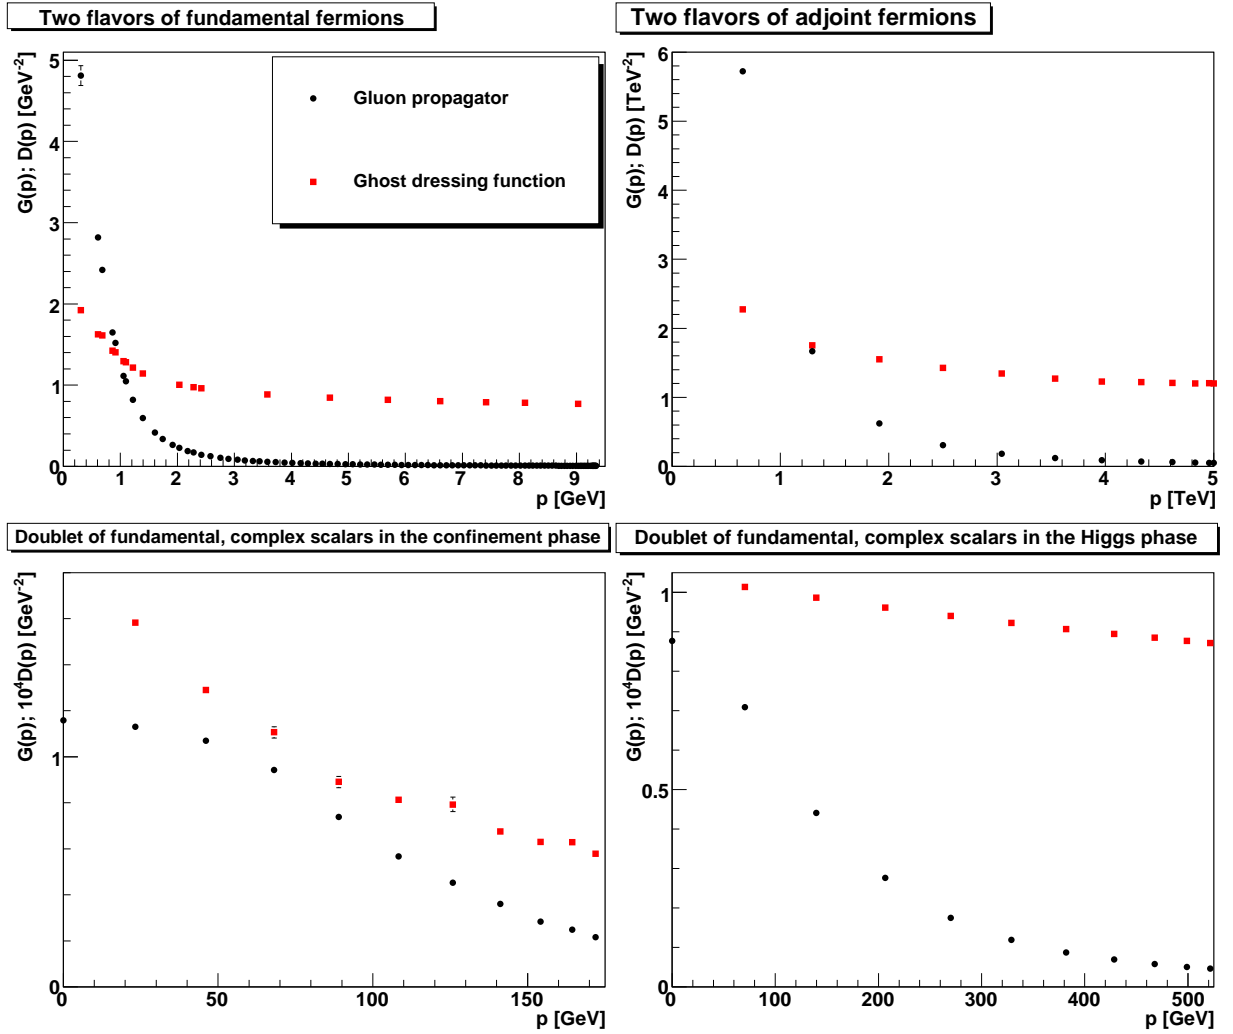 Two flavors of fundamental fermions
G(p); D(p) [GeV⁻²]
5
4
3
2
1
0
0 1 2 3 4 5 6 7 8 9
p [GeV]
Gluon propagator
Ghost dressing function
Two flavors of adjoint fermions
G(p); D(p) [TeV⁻²]
6
5
4
3
2
1
0
0 1 2 3 4 5
p [TeV]
Doublet of fundamental, complex scalars in the confinement phase
G(p); 10⁴D(p) [GeV⁻²]
1
0
0 50 100 150
p [GeV]
Doublet of fundamental, complex scalars in the Higgs phase
G(p); 10⁴D(p) [GeV⁻²]
1
0.5
0
0 100 200 300 400 500
p [GeV]